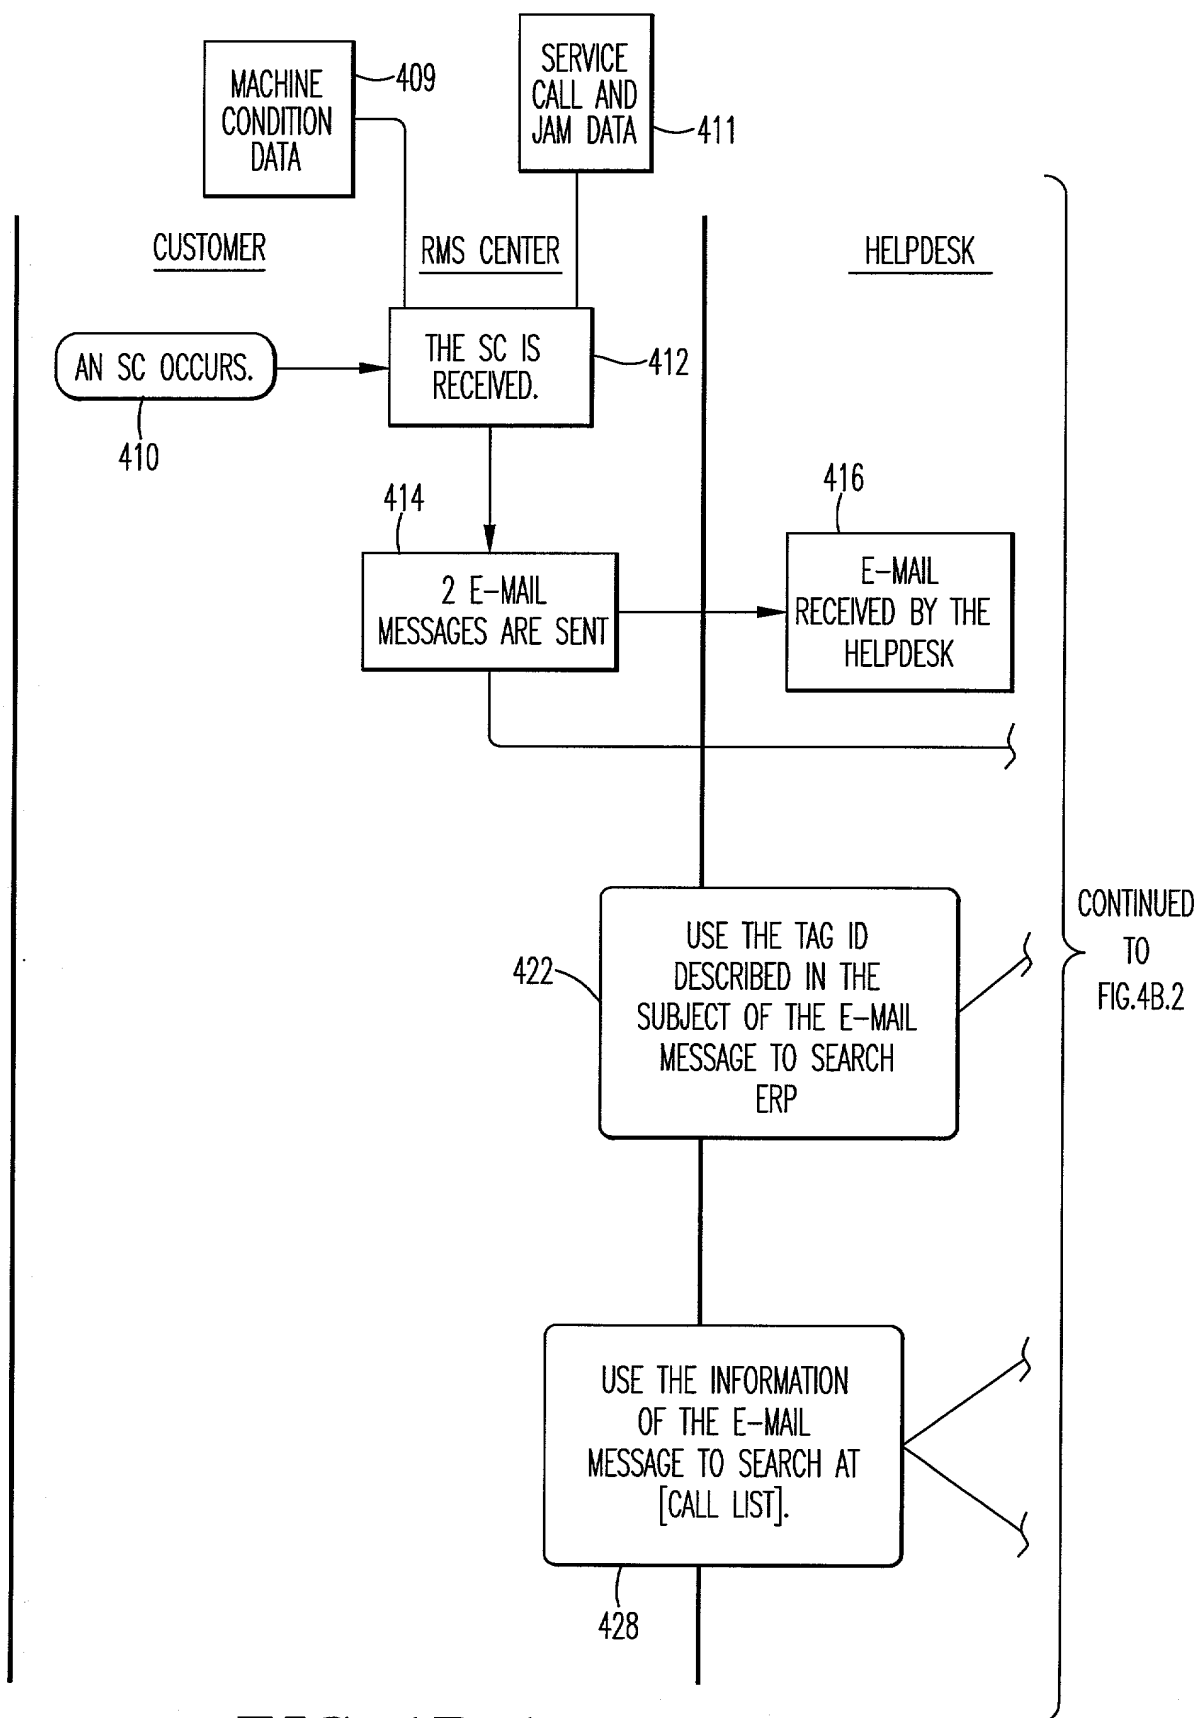 MACHINE
CONDITION
DATA
409
SERVICE
CALL AND
JAM DATA
411
CUSTOMER
RMS CENTER
HELPDESK
AN SC OCCURS.
410
THE SC IS
RECEIVED.
412
414
2 E-MAIL
MESSAGES ARE SENT
416
E-MAIL
RECEIVED BY THE
HELPDESK
422
USE THE TAG ID
DESCRIBED IN THE
SUBJECT OF THE E-MAIL
MESSAGE TO SEARCH
ERP
CONTINUED
TO
FIG.4B.2
USE THE INFORMATION
OF THE E-MAIL
MESSAGE TO SEARCH AT
[CALL LIST].
428